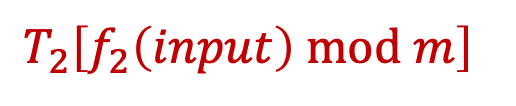 T₂[f₂(input) mod m]